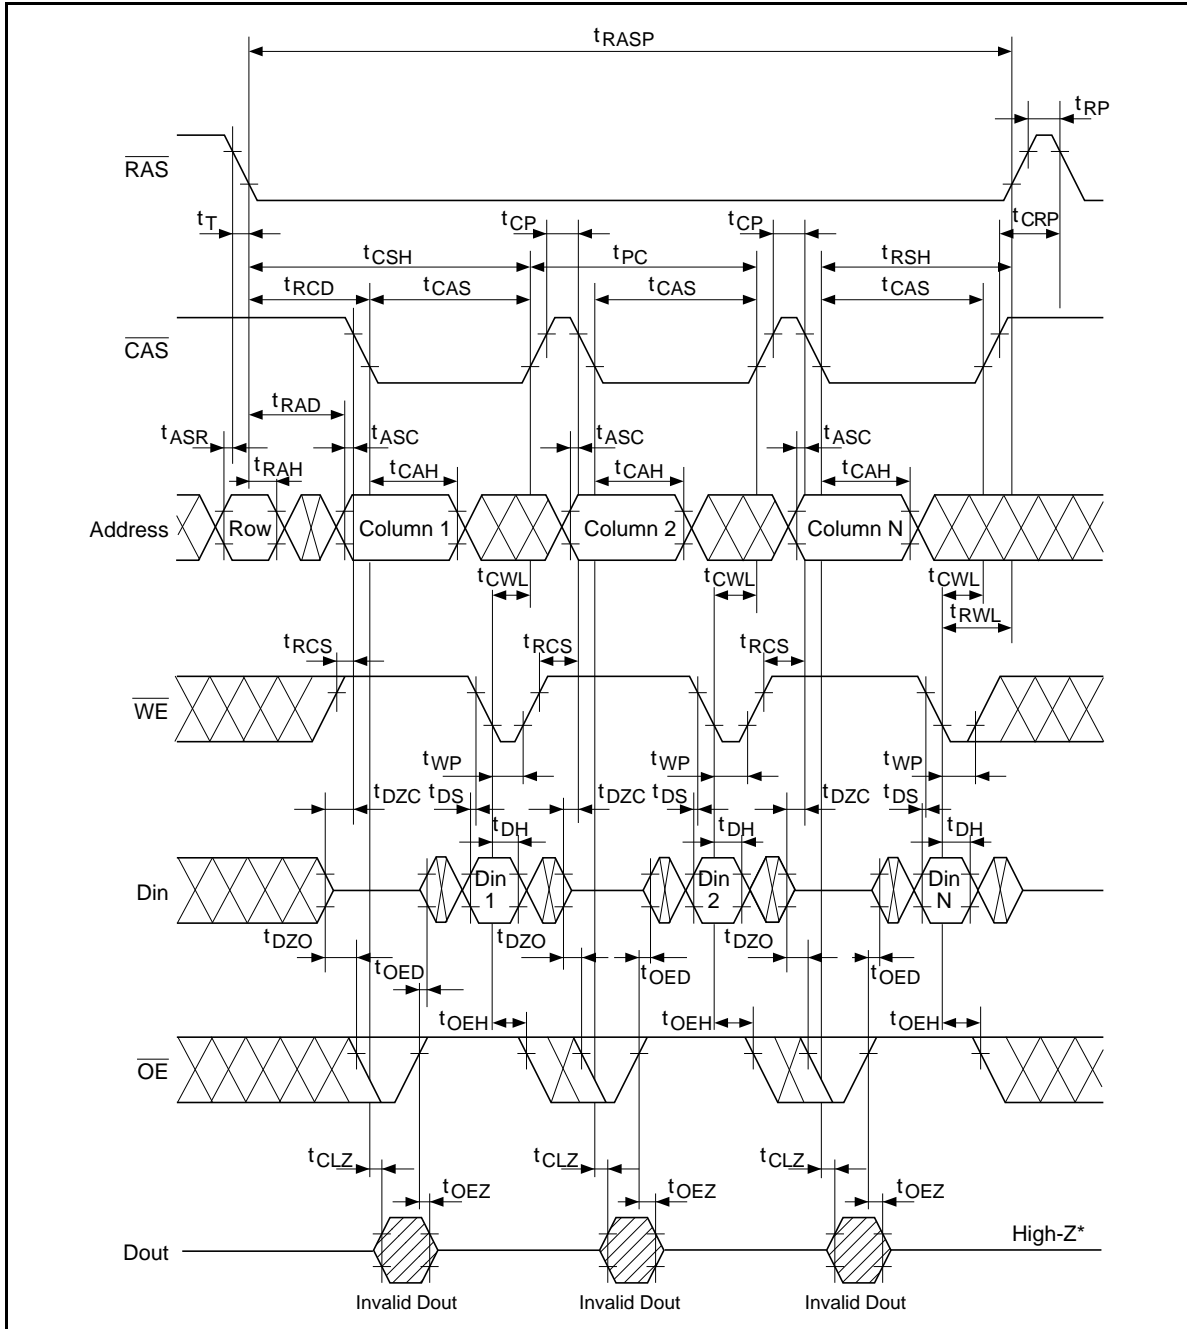 tRASP
tRP
RAS
tT
tCP
tCP
tCRP
tCSH
tPC
tRSH
tRCD
tCAS
tCAS
tCAS
CAS
tRAD
tASR
tASC
tASC
tASC
tRAH
tCAH
tCAH
tCAH
Address
Row
Column 1
Column 2
Column N
tCWL
tCWL
tCWL
tRWL
tRCS
tRCS
tRCS
WE
tWP
tWP
tWP
tDZC
tDS
tDZC
tDS
tDZC
tDS
tDH
tDH
tDH
Din
Din 1
Din 2
Din N
tDZO
tDZO
tDZO
tOED
tOED
tOED
tOEH
tOEH
tOEH
OE
tCLZ
tCLZ
tCLZ
tOEZ
tOEZ
tOEZ
Dout
High-Z*
Invalid Dout
Invalid Dout
Invalid Dout